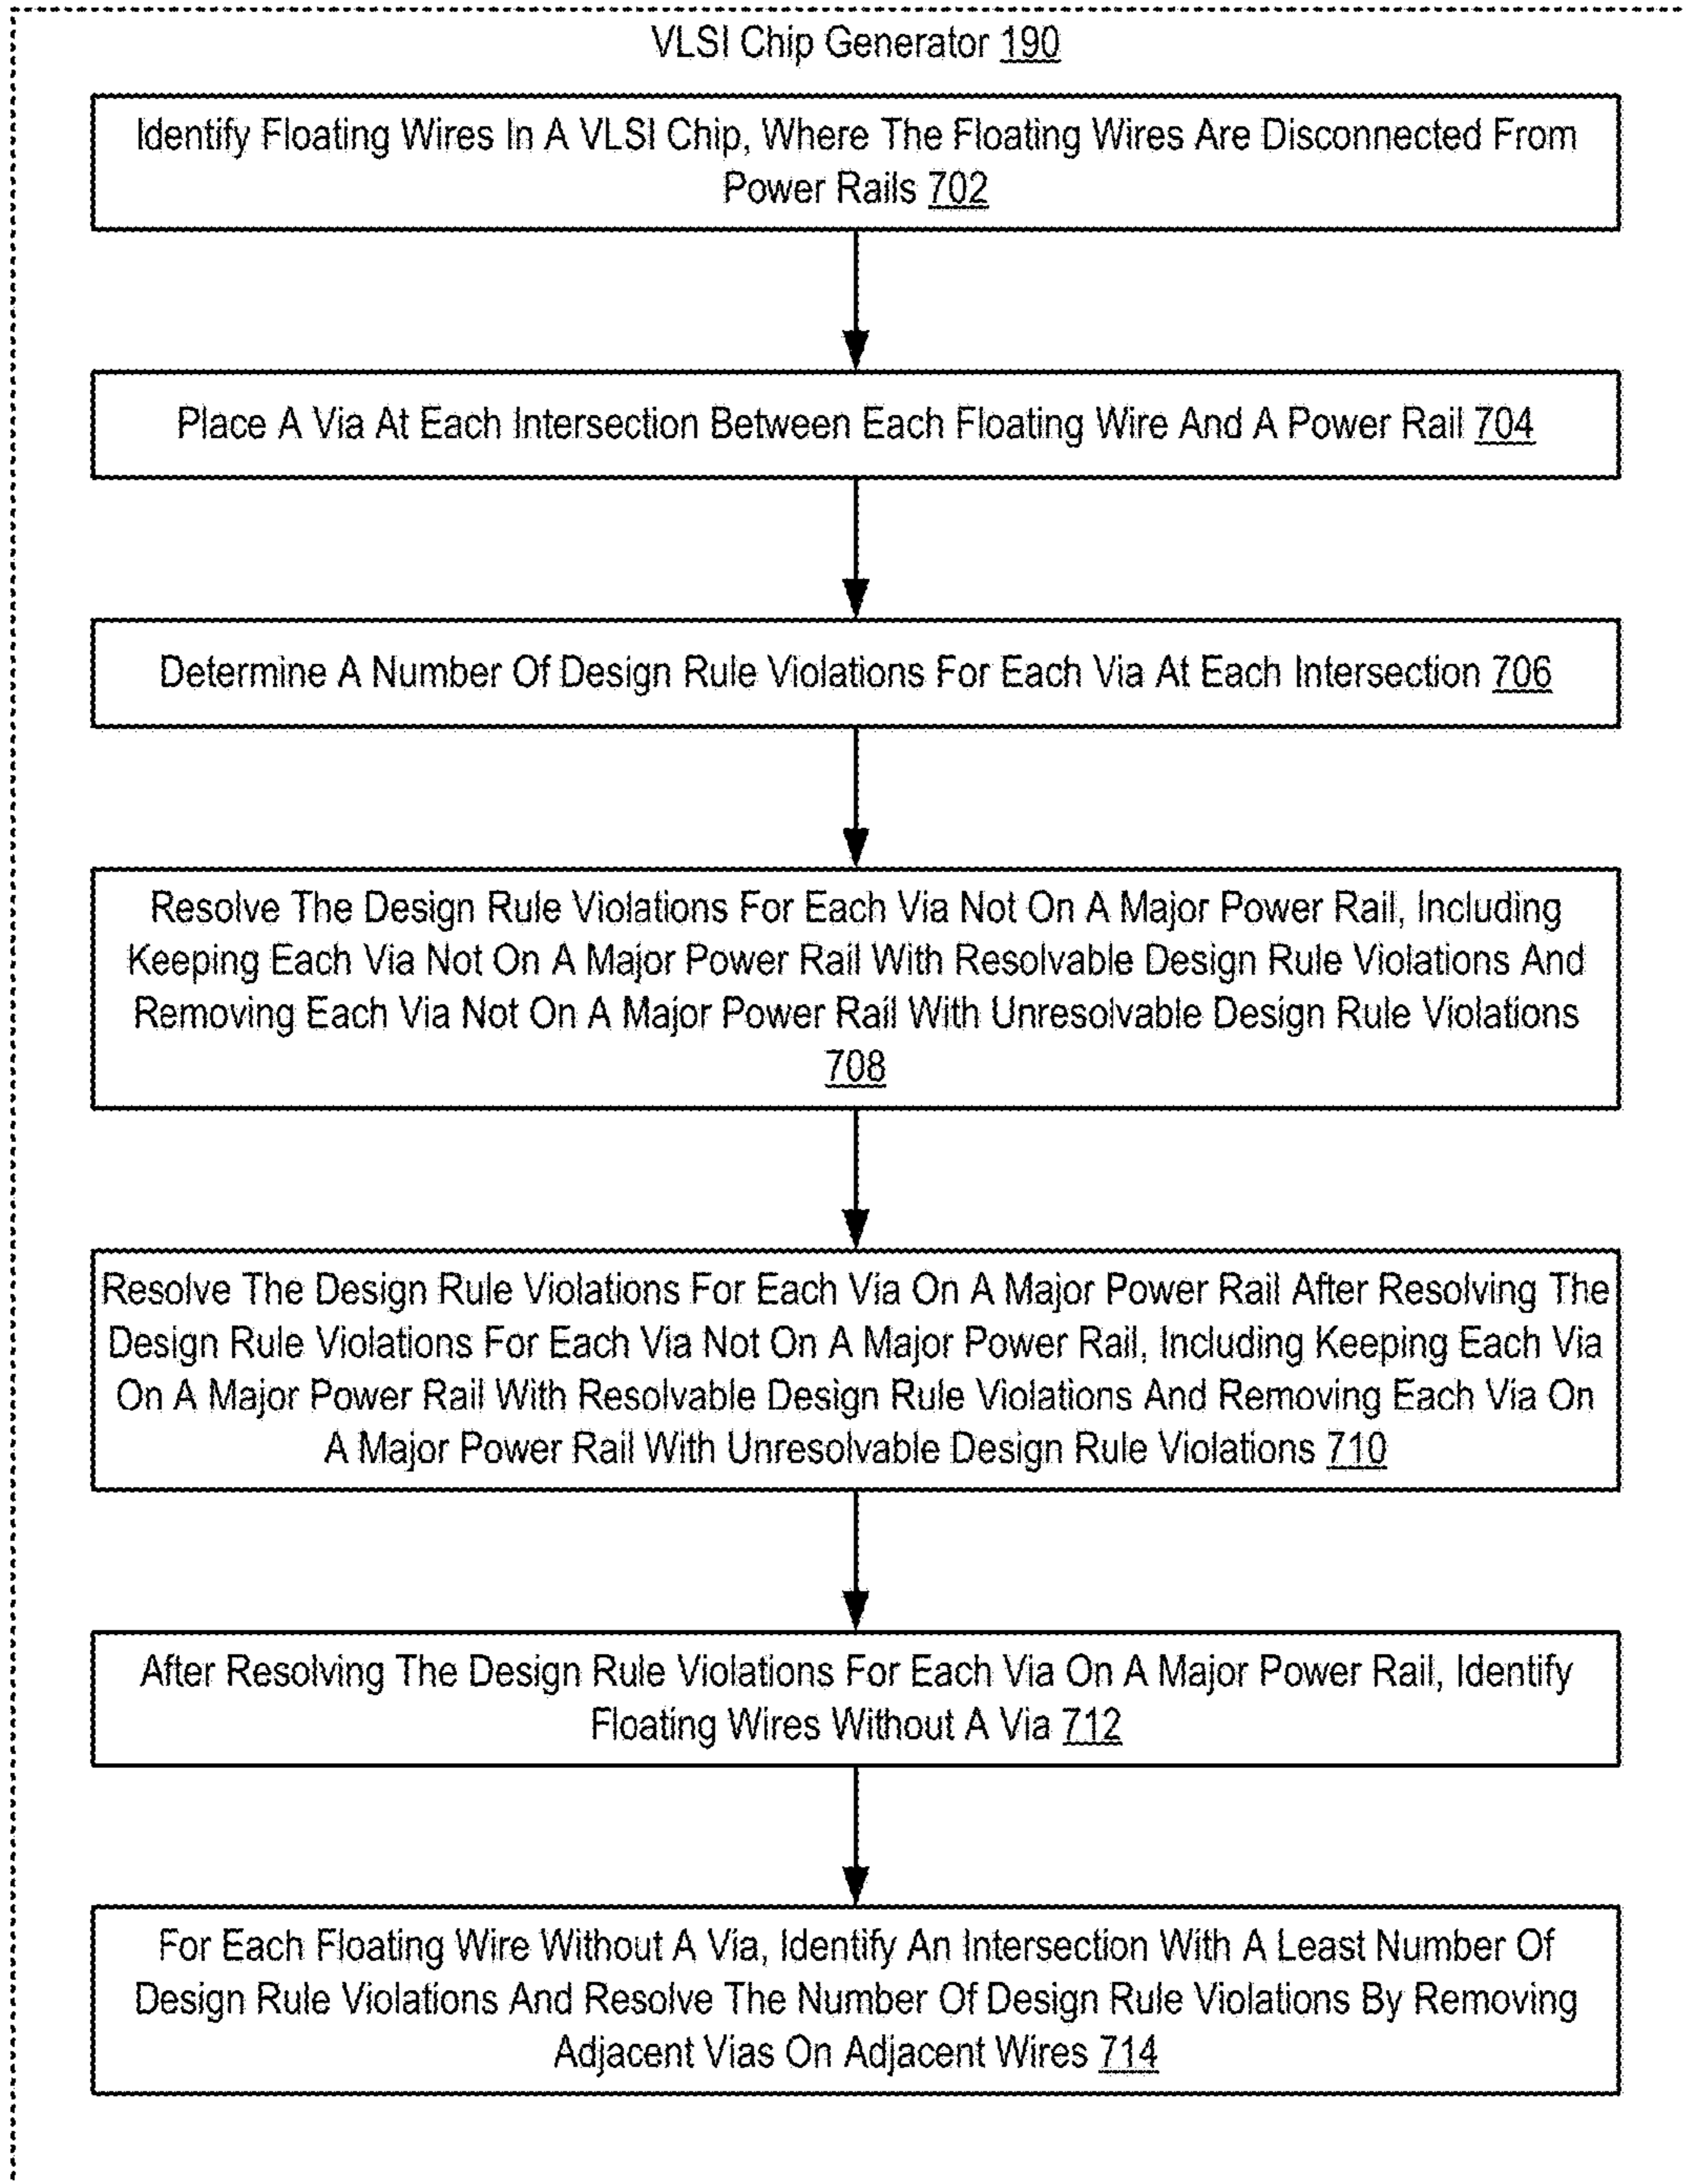 VLSI Chip Generator 190
Identify Floating Wires In A VLSI Chip, Where The Floating Wires Are Disconnected From
Power Rails 702
Place A Via At Each Intersection Between Each Floating Wire And A Power Rail 704
Determine A Number Of Design Rule Violations For Each Via At Each Intersection 706
Resolve The Design Rule Violations For Each Via Not On A Major Power Rail, Including
Keeping Each Via Not On A Major Power Rail With Resolvable Design Rule Violations And
Removing Each Via Not On A Major Power Rail With Unresolvable Design Rule Violations
708
Resolve The Design Rule Violations For Each Via On A Major Power Rail After Resolving The
Design Rule Violations For Each Via Not On A Major Power Rail, Including Keeping Each Via
On A Major Power Rail With Resolvable Design Rule Violations And Removing Each Via On
A Major Power Rail With Unresolvable Design Rule Violations 710
After Resolving The Design Rule Violations For Each Via On A Major Power Rail, Identify
Floating Wires Without A Via 712
For Each Floating Wire Without A Via, Identify An Intersection With A Least Number Of
Design Rule Violations And Resolve The Number Of Design Rule Violations By Removing
Adjacent Vias On Adjacent Wires 714